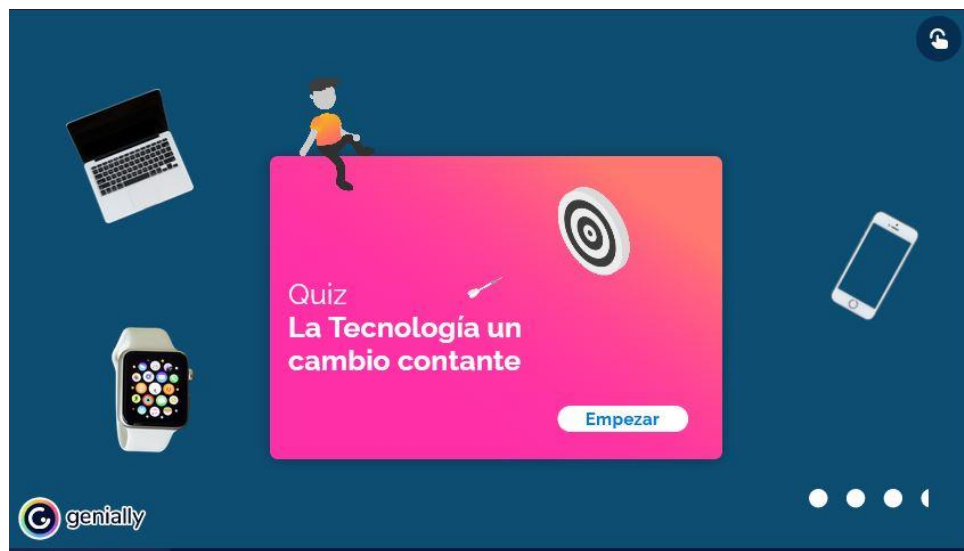 Quiz
La Tecnología un
cambio contante
Empezar
genially